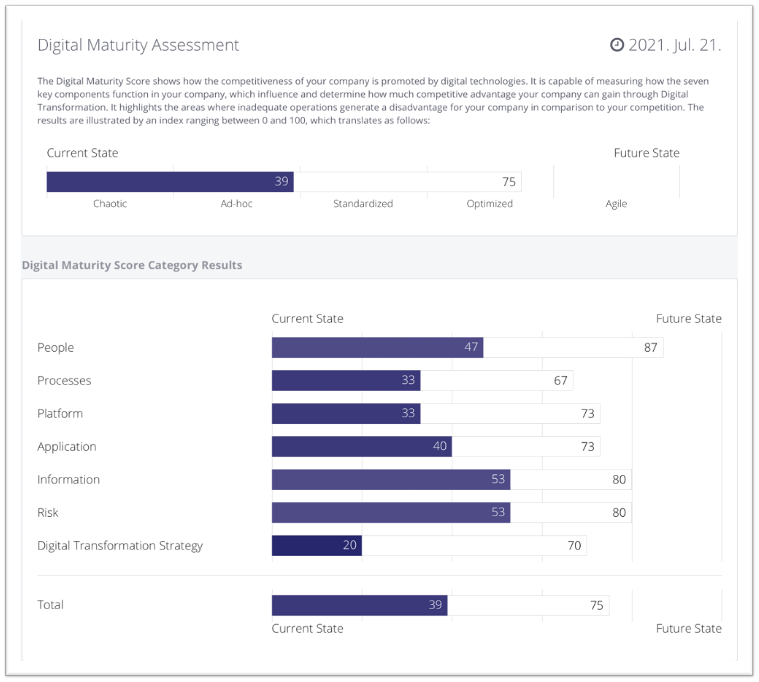 Digital Maturity Assessment
2021. Jul. 21.
The Digital Maturity Score shows how the competitiveness of your company is promoted by digital technologies. It is capable of measuring how the seven
key components function in your company, which influence and determine how much competitive advantage your company can gain through Digital
Transformation. It highlights the areas where inadequate operations generate a disadvantage for your company in comparison to your competition. The
results are illustrated by an index ranging between 0 and 100, which translates as follows:
Current State Future State
39 75
Chaotic Ad-hoc Standardized Optimized Agile
Digital Maturity Score Category Results
Current State Future State
People 47 87
Processes 33 67
Platform 33 73
Application 40 73
Information 53 80
Risk 53 80
Digital Transformation Strategy 20 70
Total 39 75
Current State Future State